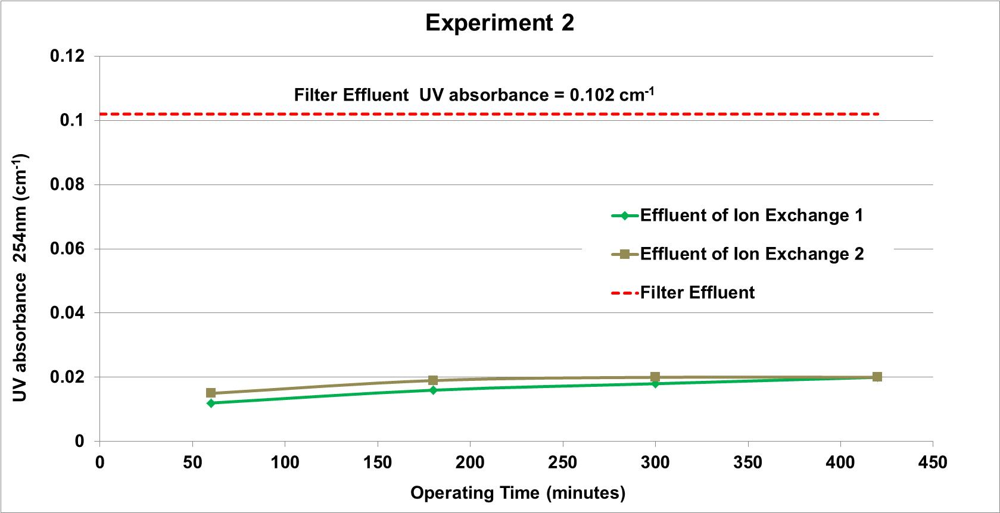 Experiment 2
0.12
Filter Effluent  UV absorbance = 0.102 cm⁻¹
0.1
0.08
0.06
0.04
0.02
0
UV absorbance  254nm (cm⁻¹)
Effluent of Ion Exchange 1
Effluent of Ion Exchange 2
Filter Effluent
0 50 100 150 200 250 300 350 400 450
Operating Time (minutes)